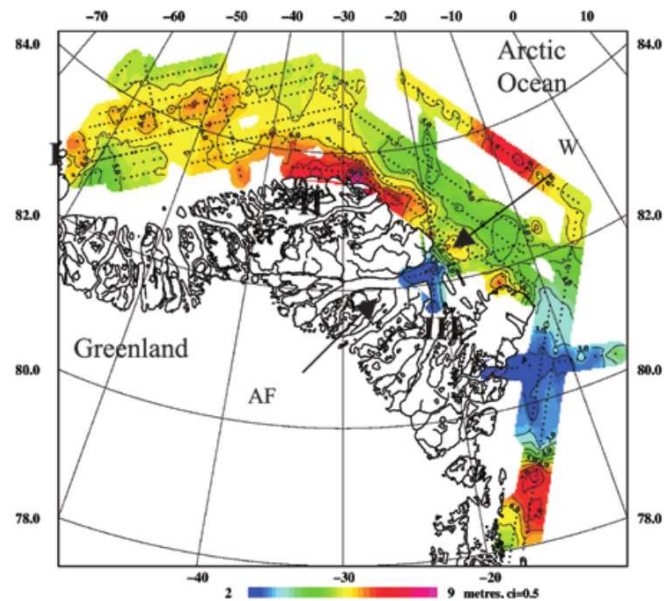 -70 -60 -50 -40 -30 -20 -10 0 10
84.0 84.0
Arctic
Ocean
W
I
II
82.0 82.0
III
Greenland
80.0 80.0
AF
78.0 78.0
-40 -30 -20
2 9 metres, ci=0.5